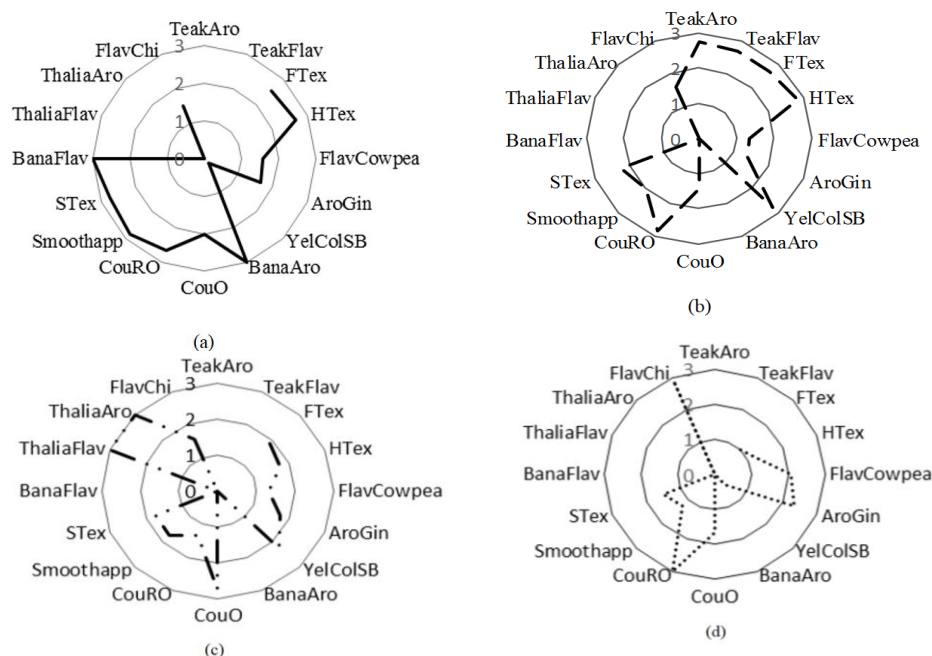 TeakAro
FlavChi
3
TeakFlav
ThaliaAro
FTex
2
ThaliaFlav
HTex
1
BanaFlav
0
FlavCowpea
STex
AroGin
Smoothapp
YelColSB
CouRO
BanaAro
CouO
(a)
TeakAro
FlavChi
3
TeakFlav
ThaliaAro
FTex
2
ThaliaFlav
HTex
1
BanaFlav
0
FlavCowpea
STex
AroGin
Smoothapp
YelColSB
CouRO
BanaAro
CouO
(b)
TeakAro
FlavChi
3
TeakFlav
ThaliaAro
FTex
2
ThaliaFlav
HTex
1
BanaFlav
0
FlavCowpea
STex
AroGin
Smoothapp
YelColSB
CouRO
BanaAro
CouO
(c)
TeakAro
FlavChi
3
TeakFlav
ThaliaAro
FTex
2
ThaliaFlav
HTex
1
BanaFlav
0
FlavCowpea
STex
AroGin
Smoothapp
YelColSB
CouRO
BanaAro
CouO
(d)